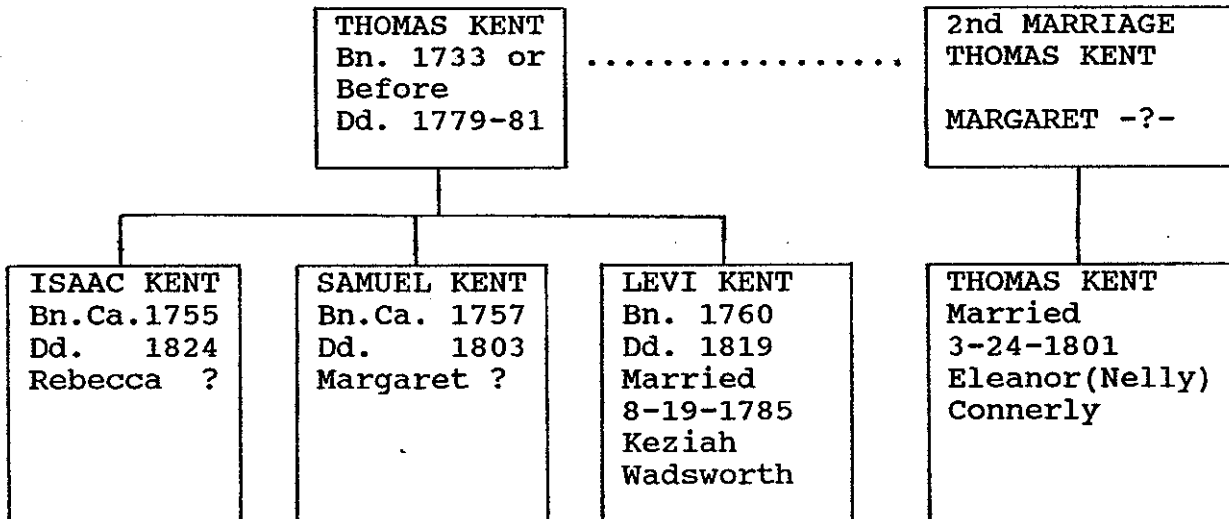 THOMAS KENT
Bn. 1733 or
Before
Dd. 1779-81
2nd MARRIAGE
THOMAS KENT
MARGARET -?-
ISAAC KENT
Bn.Ca.1755
Dd. 1824
Rebecca ?
SAMUEL KENT
Bn.Ca. 1757
Dd. 1803
Margaret ?
LEVI KENT
Bn. 1760
Dd. 1819
Married
8-19-1785
Keziah
Wadsworth
THOMAS KENT
Married
3-24-1801
Eleanor(Nelly)
Connerly